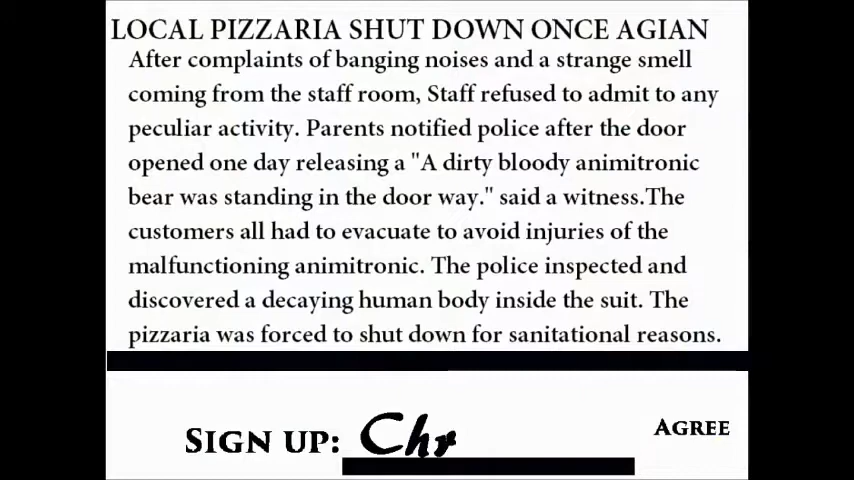 LOCAL PIZZARIA SHUT DOWN ONCE AGIAN
After complaints of banging noises and a strange smell
coming from the staff room, Staff refused to admit to any
peculiar activity. Parents notified police after the door
opened one day releasing a "A dirty bloody animitronic
bear was standing in the door way." said a witness.The
customers all had to evacuate to avoid injuries of the
malfunctioning animitronic. The police inspected and
discovered a decaying human body inside the suit. The
pizzaria was forced to shut down for sanitational reasons.
SIGN UP: Chr
AGREE